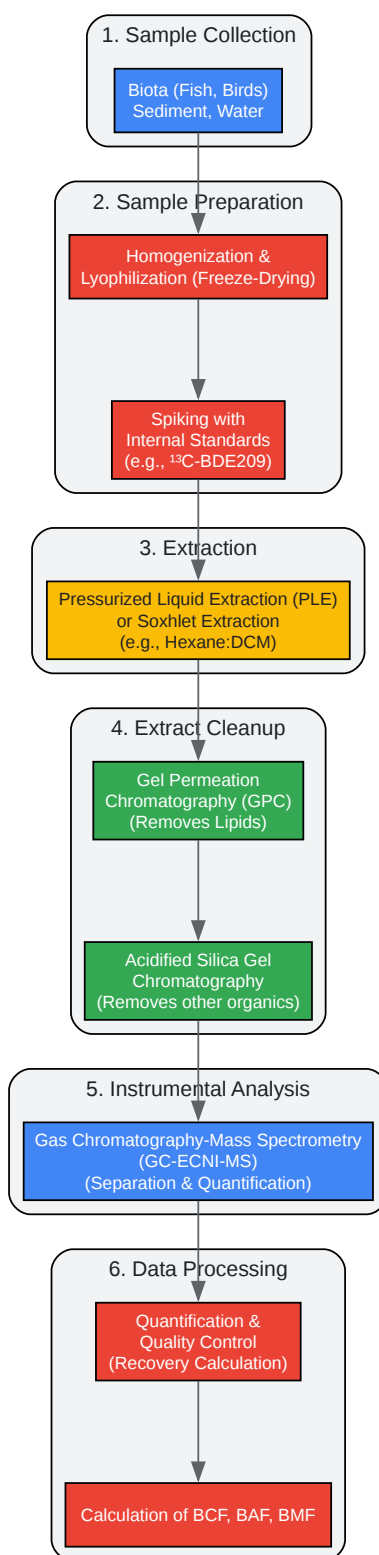 1. Sample Collection
Biota (Fish, Birds)
Sediment, Water
2. Sample Preparation
Homogenization &
Lyophilization (Freeze-Drying)
Spiking with
Internal Standards
(e.g., ¹³C-BDE209)
3. Extraction
Pressurized Liquid Extraction (PLE)
or Soxhlet Extraction
(e.g., Hexane:DCM)
4. Extract Cleanup
Gel Permeation
Chromatography (GPC)
(Removes Lipids)
Acidified Silica Gel
Chromatography
(Removes other organics)
5. Instrumental Analysis
Gas Chromatography-Mass Spectrometry
(GC-ECNI-MS)
(Separation & Quantification)
6. Data Processing
Quantification &
Quality Control
(Recovery Calculation)
Calculation of BCF, BAF, BMF